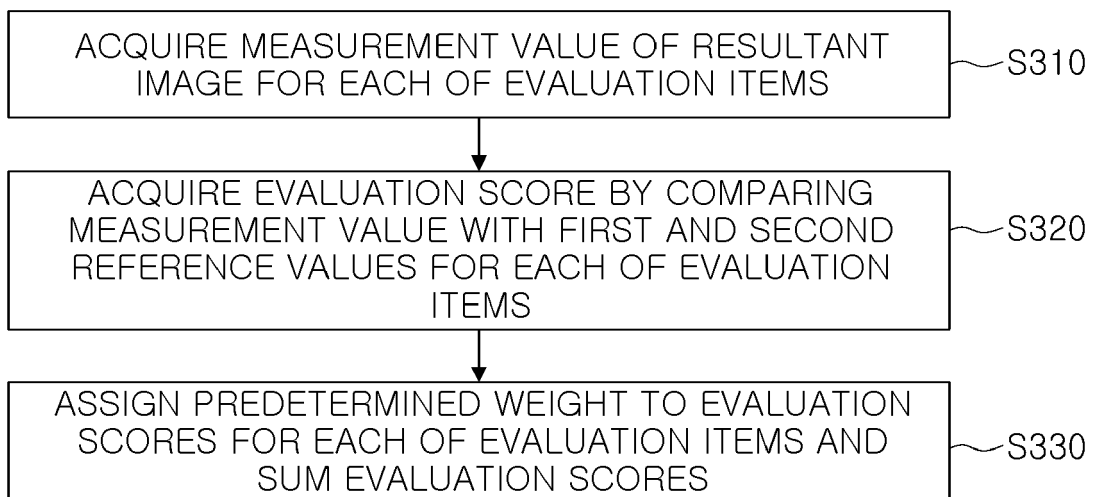 ACQUIRE MEASUREMENT VALUE OF RESULTANT
IMAGE FOR EACH OF EVALUATION ITEMS
S310
ACQUIRE EVALUATION SCORE BY COMPARING
MEASUREMENT VALUE WITH FIRST AND SECOND
REFERENCE VALUES FOR EACH OF EVALUATION
ITEMS
S320
ASSIGN PREDETERMINED WEIGHT TO EVALUATION
SCORES FOR EACH OF EVALUATION ITEMS AND
SUM EVALUATION SCORES
S330